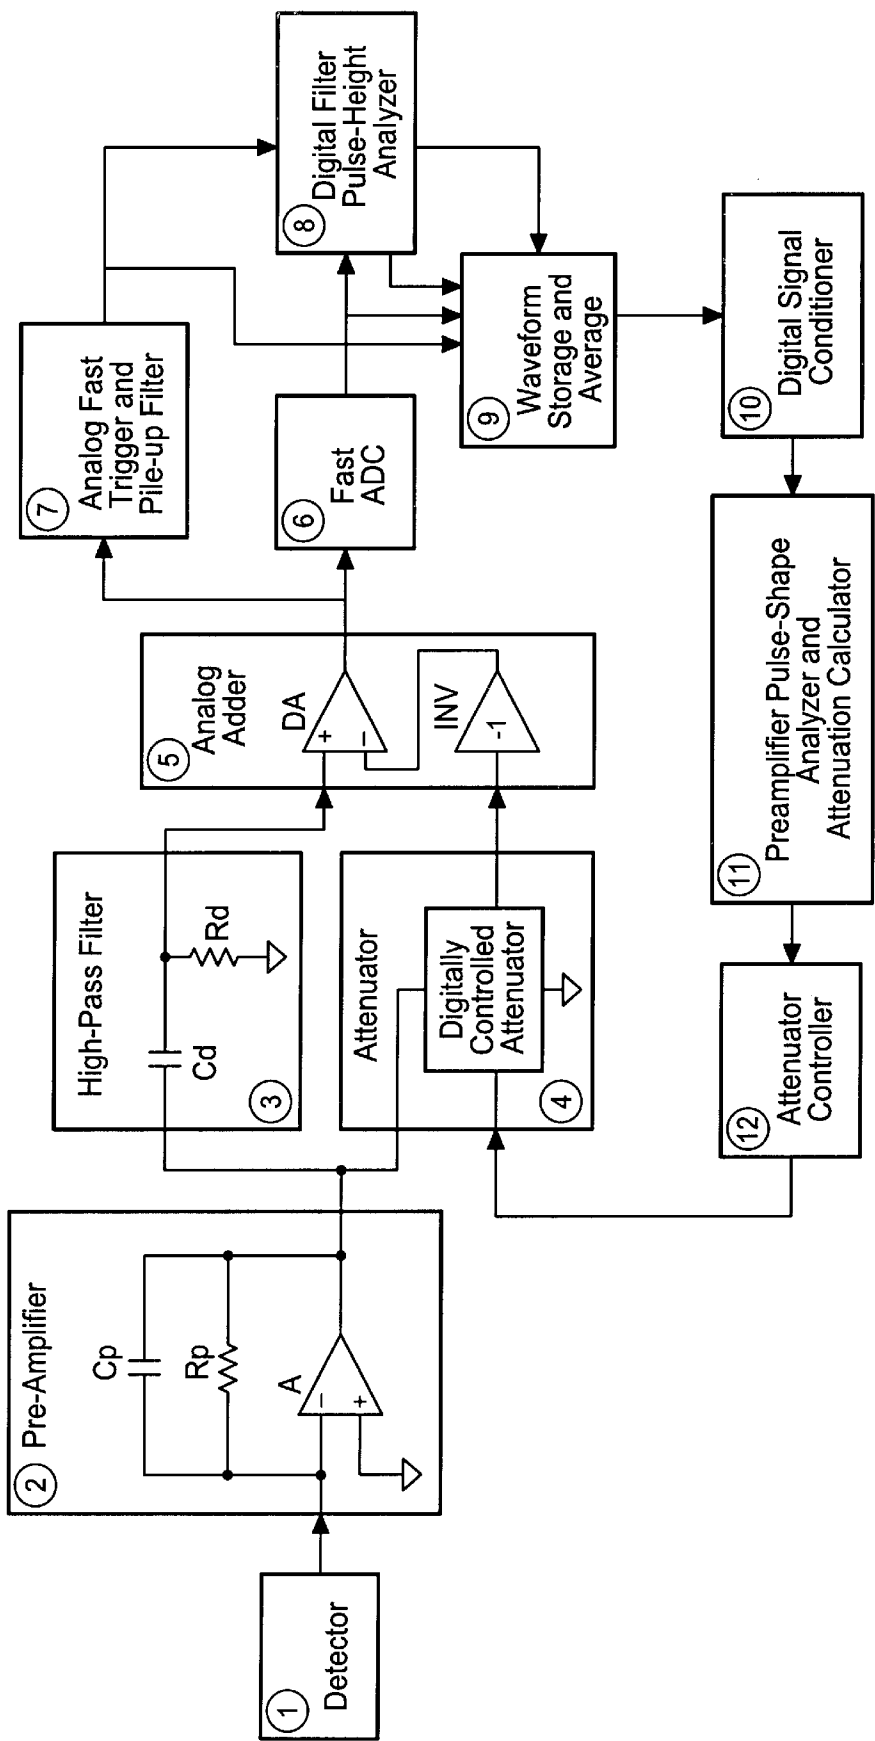 1
Detector
2
Pre-Amplifier
Cp
Rp
A
−
+
High-Pass Filter
3
Cd
Rd
Attenuator
4
Digitally
Controlled
Attenuator
5
Analog
Adder
DA
+
−
INV
-1
6
Fast
ADC
7
Analog Fast
Trigger and
Pile-up Filter
8
Digital Filter
Pulse-Height
Analyzer
9
Waveform
Storage and
Average
10
Digital Signal
Conditioner
11
Preamplifier Pulse-Shape
Analyzer and
Attenuation Calculator
12
Attenuator
Controller